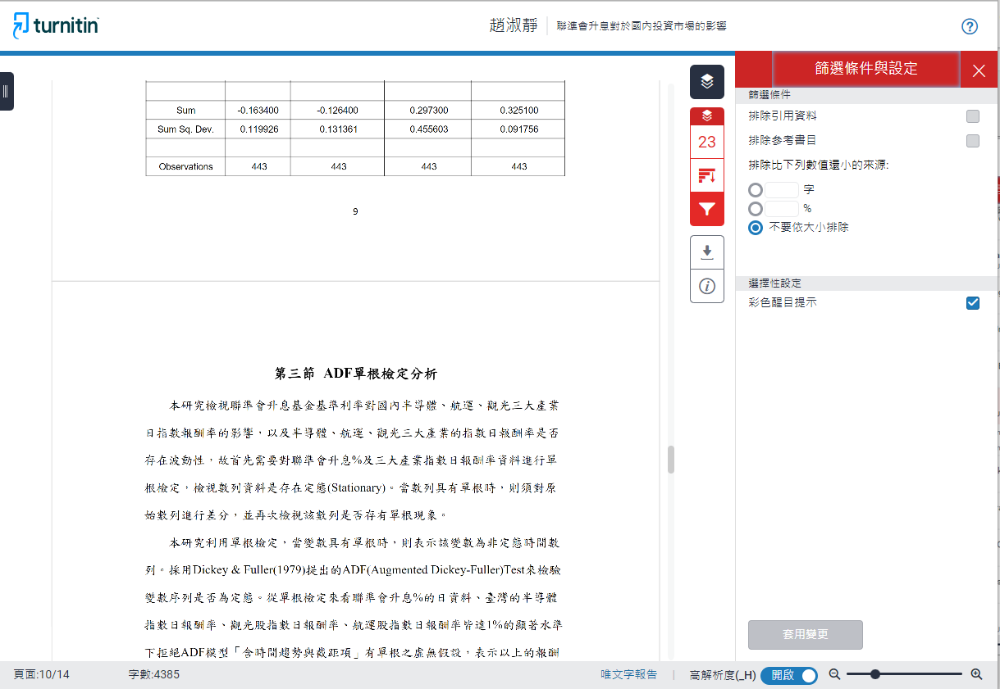 turnitin
趙淑靜
聯準會升息對於國內投資市場的影響
?
Sum -0.163400 -0.126400 0.297300 0.325100
Sum Sq. Dev. 0.119926 0.131361 0.455603 0.091756
Observations 443 443 443 443
9
第三節 ADF單根檢定分析
本研究檢視聯準會升息基金基準利率對國內半導體、航運、觀光三大產業
日指數報酬率的影響，以及半導體、航運、觀光三大產業的指數日報酬率是否
存在波動性，故首先需要對聯準會升息%及三大產業指數日報酬率資料進行單
根檢定，檢視數列資料是存在定態(Stationary)。當數列具有單根時，則須對原
始數列進行差分，並再次檢視該數列是否存有單根現象。
本研究利用單根檢定，當變數具有單根時，則表示該變數為非定態時間數
列。採用Dickey & Fuller(1979)提出的ADF(Augmented Dickey-Fuller)Test來檢驗
變數序列是否為定態。從單根檢定來看聯準會升息%的日資料、臺灣的半導體
指數日報酬率、觀光股指數日報酬率、航運股指數日報酬率皆達1%的顯著水準
下拒絕ADF模型「含時間趨勢與截距項」有單根之虛無假設，表示以上的報酬
23
篩選條件與設定
篩選條件
排除引用資料
排除參考書目
排除比下列數值還小的來源:
字
%
不要依大小排除
選擇性設定
彩色醒目提示
套用變更
頁面:10/14
字數:4385
唯文字報告
|
高解析度(_H)
開啟